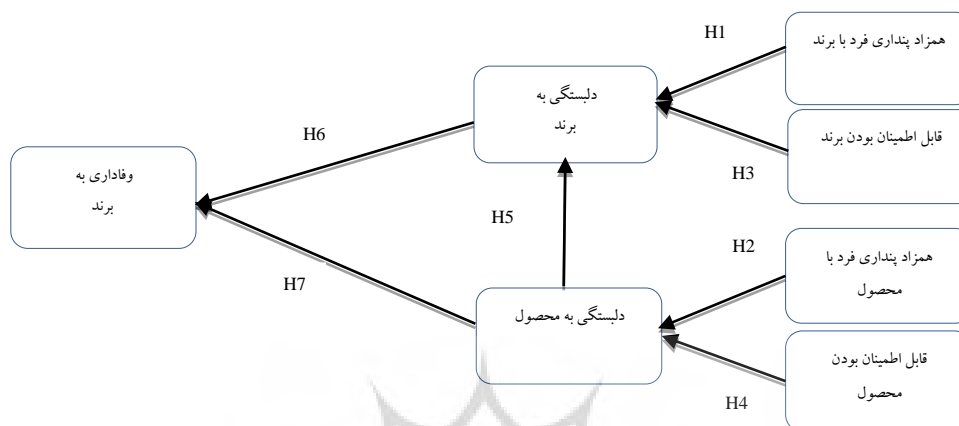 H1
همزاد پنداری فرد با برند
دلبستگی به
برند
قابل اطمینان بودن برند
H6
H3
وفاداری به
برند
H5
H2
همزاد پنداری فرد با
محصول
H7
دلبستگی به محصول
قابل اطمینان بودن
محصول
H4